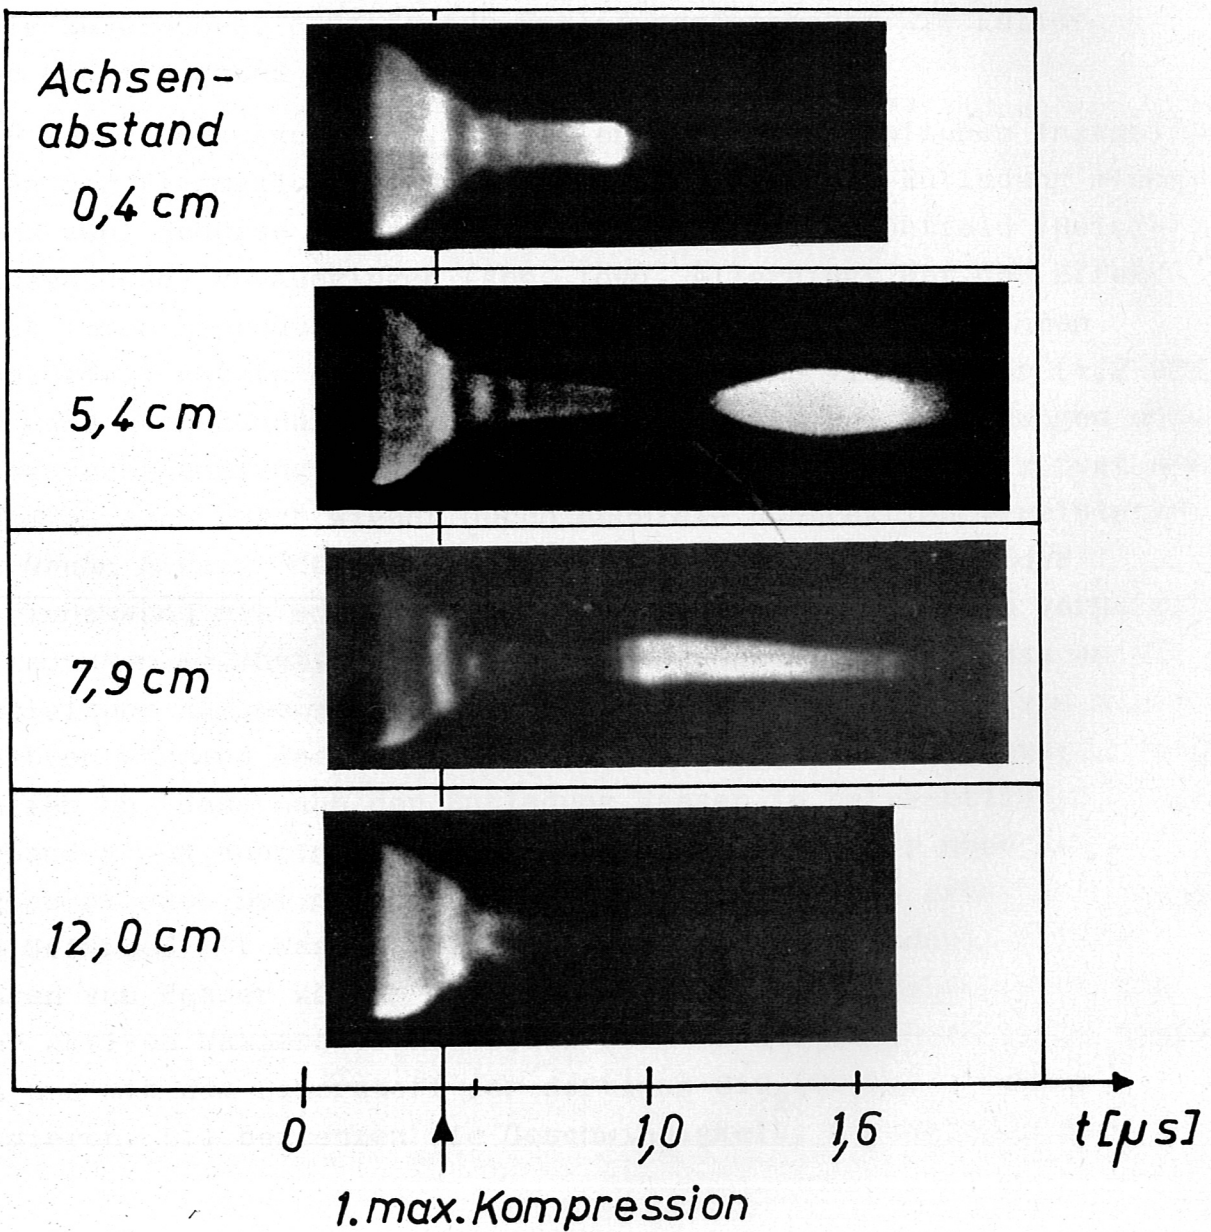 Achsen-
abstand
0,4 cm
5,4 cm
7,9 cm
12,0 cm
0
1,0
1,6
t [µs]
1. max. Kompression